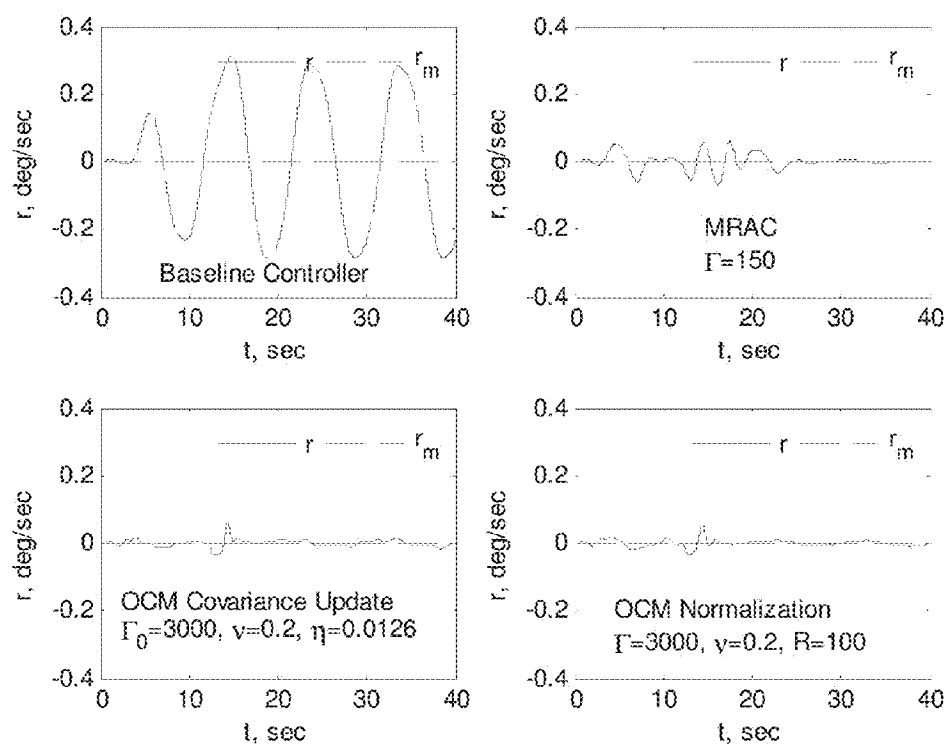 0.4
0.2
0
-0.2
-0.4
r, deg/sec
r
r_m
Baseline Controller
0 10 20 30 40
t, sec
0.4
0.2
0
-0.2
-0.4
r, deg/sec
r
r_m
MRAC
Γ=150
0 10 20 30 40
t, sec
0.4
0.2
0
-0.2
-0.4
r, deg/sec
r
r_m
OCM Covariance Update
Γ_0=3000, ν=0.2, η=0.0126
0 10 20 30 40
t, sec
0.4
0.2
0
-0.2
-0.4
r, deg/sec
r
r_m
OCM Normalization
Γ=3000, ν=0.2, R=100
0 10 20 30 40
t, sec